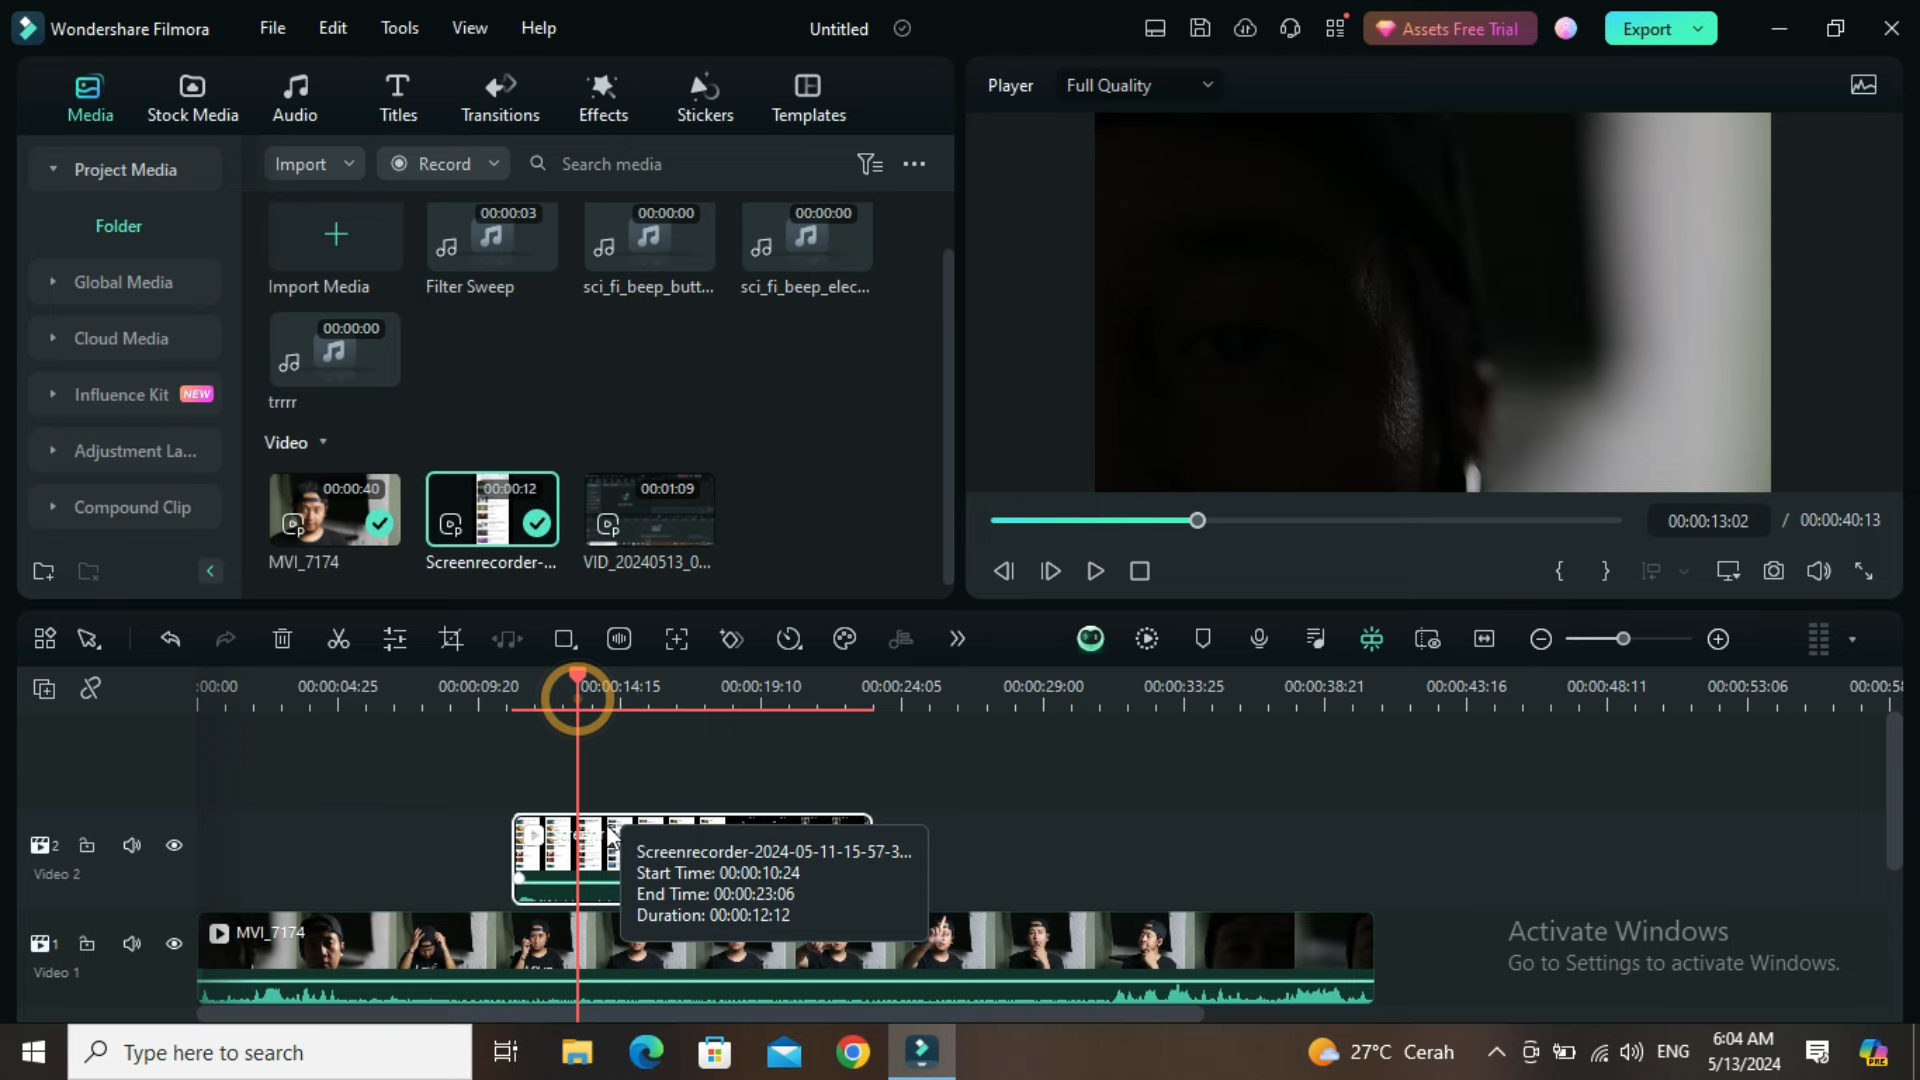 Wondershare Filmora
File
Edit
Tools
View
Help
Untitled
Assets Free Trial
Export
Media
Stock Media
Audio
Titles
Transitions
Effects
Stickers
Templates
Player
Full Quality
Project Media
Folder
Global Media
Cloud Media
Influence Kit
NEW
Adjustment La...
Compound Clip
Import
Record
Search media
Import Media
00:00:03
Filter Sweep
00:00:00
sci_fi_beep_butt...
00:00:00
sci_fi_beep_elec...
00:00:00
trrrr
Video
00:00:40
MVI_7174
00:00:12
Screenrecorder-...
00:01:09
VID_20240513_0...
00:00:13:02 / 00:00:40:13
:00:00
00:00:04:25
00:00:09:20
00:00:14:15
00:00:19:10
00:00:24:05
00:00:29:00
00:00:33:25
00:00:38:21
00:00:43:16
00:00:48:11
00:00:53:06
00:00:58
2
Video 2
Screenrecorder-2024-05-11-15-57-3...
Start Time: 00:00:10:24
End Time: 00:00:23:06
Duration: 00:00:12:12
1
Video 1
MVI_7174
Activate Windows
Go to Settings to activate Windows.
Type here to search
27°C Cerah
ENG
6:04 AM
5/13/2024
PRE